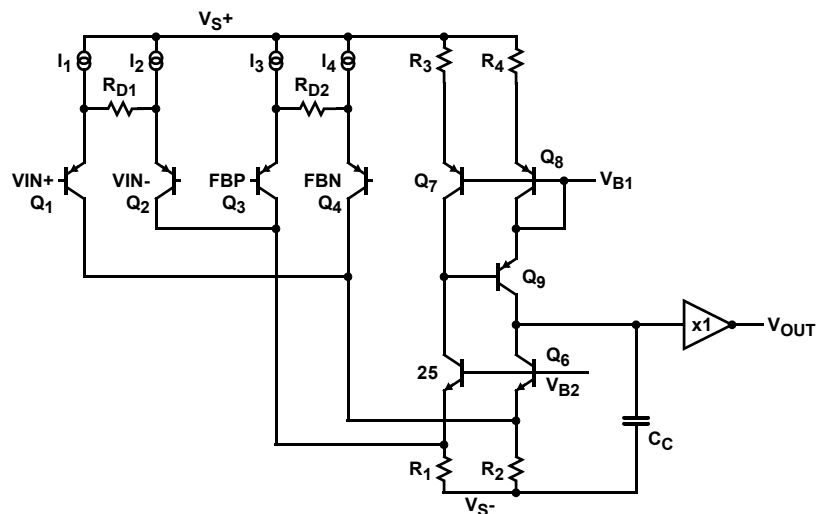 VS+
I1
I2
I3
I4
R3
R4
RD1
RD2
VIN+
Q1
VIN-
Q2
FBP
Q3
FBN
Q4
Q7
Q8
VB1
Q9
x1
VOUT
25
Q6
VB2
CC
R1
R2
VS-